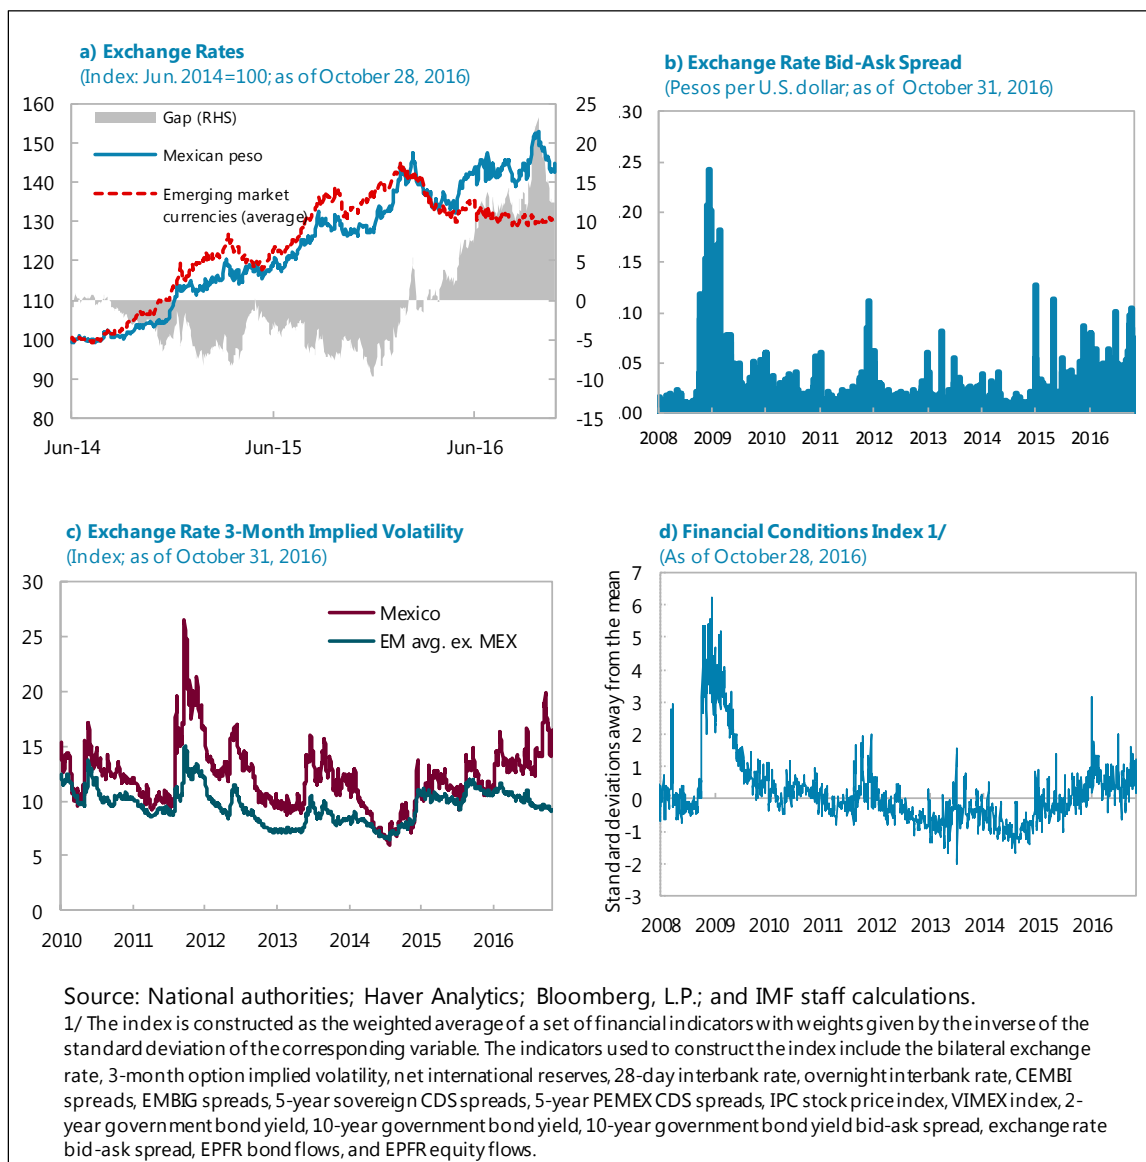 a) Exchange Rates
(Index: Jun. 2014=100; as of October 28, 2016)
160
150
140
130
120
110
100
90
80
25
20
15
10
5
0
-5
-10
-15
Gap (RHS)
Mexican peso
Emerging market
currencies (average)
Jun-14 Jun-15 Jun-16
b) Exchange Rate Bid-Ask Spread
(Pesos per U.S. dollar; as of October 31, 2016)
.30
.25
.20
.15
.10
.05
.00
2008 2009 2010 2011 2012 2013 2014 2015 2016
c) Exchange Rate 3-Month Implied Volatility
(Index; as of October 31, 2016)
30
25
20
15
10
5
0
Mexico
EM avg. ex. MEX
2010 2011 2012 2013 2014 2015 2016
d) Financial Conditions Index 1/
(As of October 28, 2016)
Standard deviations away from the mean
7
6
5
4
3
2
1
0
-1
-2
-3
2008 2009 2010 2011 2012 2013 2014 2015 2016
Source: National authorities; Haver Analytics; Bloomberg, L.P.; and IMF staff calculations.
1/ The index is constructed as the weighted average of a set of financial indicators with weights given by the inverse of the
standard deviation of the corresponding variable. The indicators used to construct the index include the bilateral exchange
rate, 3-month option implied volatility, net international reserves, 28-day interbank rate, overnight interbank rate, CEMBI
spreads, EMBIG spreads, 5-year sovereign CDS spreads, 5-year PEMEX CDS spreads, IPC stock price index, VIMEX index, 2-
year government bond yield, 10-year government bond yield, 10-year government bond yield bid-ask spread, exchange rate
bid-ask spread, EPFR bond flows, and EPFR equity flows.